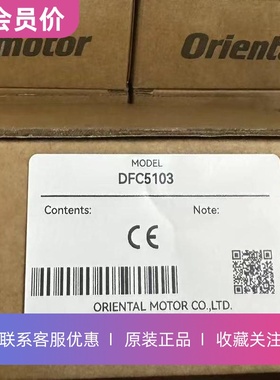 会员价
motor
Orienta
MODEL
DFC5103
Contents:
Note:
CE
ORIENTAL MOTOR CO.,LTD.
联系客服优惠 | 原装正品 | 收藏关注